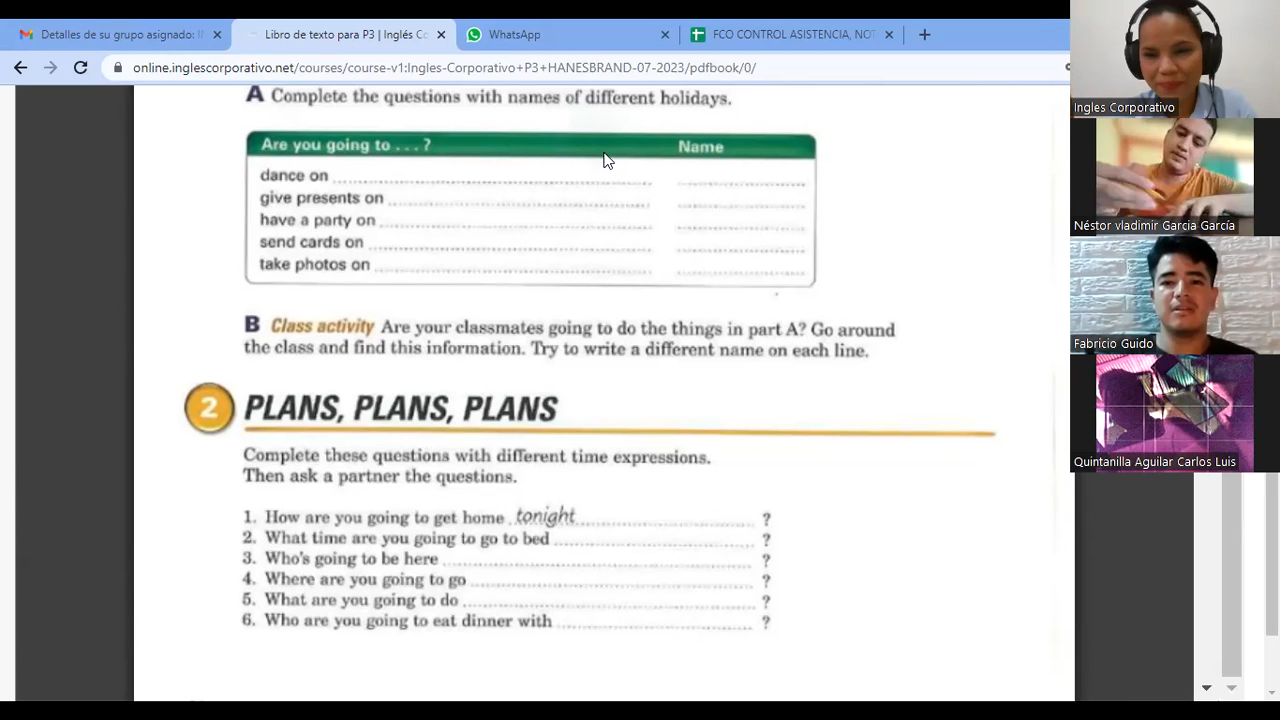 Detalles de su grupo asignado: I
Libro de texto para P3 | Inglés Co
WhatsApp
FCO CONTROL ASISTENCIA, NOT
online.inglescorporativo.net/courses/course-v1:Ingles-Corporativo+P3+HANESBRAND-07-2023/pdfbook/0/
A Complete the questions with names of different holidays.
Are you going to . . . ? Name
dance on
give presents on
have a party on
send cards on
take photos on
B Class activity Are your classmates going to do the things in part A? Go around
the class and find this information. Try to write a different name on each line.
2 PLANS, PLANS, PLANS
Complete these questions with different time expressions.
Then ask a partner the questions.
1. How are you going to get home tonight ?
2. What time are you going to go to bed ?
3. Who's going to be here ?
4. Where are you going to go ?
5. What are you going to do ?
6. Who are you going to eat dinner with ?
Ingles Corporativo
Néstor vladimir Garcia García
Fabricio Guido
Quintanilla Aguilar Carlos Luis